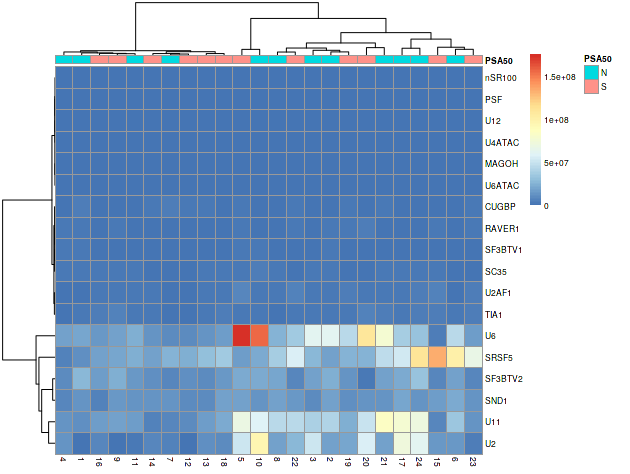 PSA50
nSR100
PSF
U12
U4ATAC
MAGOH
U6ATAC
CUGBP
RAVER1
SF3BTV1
SC35
U2AF1
TIA1
U6
SRSF5
SF3BTV2
SND1
U11
U2
4 1 16 9 11 14 7 12 13 18 5 10 8 22 3 2 19 20 21 17 24 15 6 23
1.5e+08
1e+08
5e+07
0
PSA50
N
S